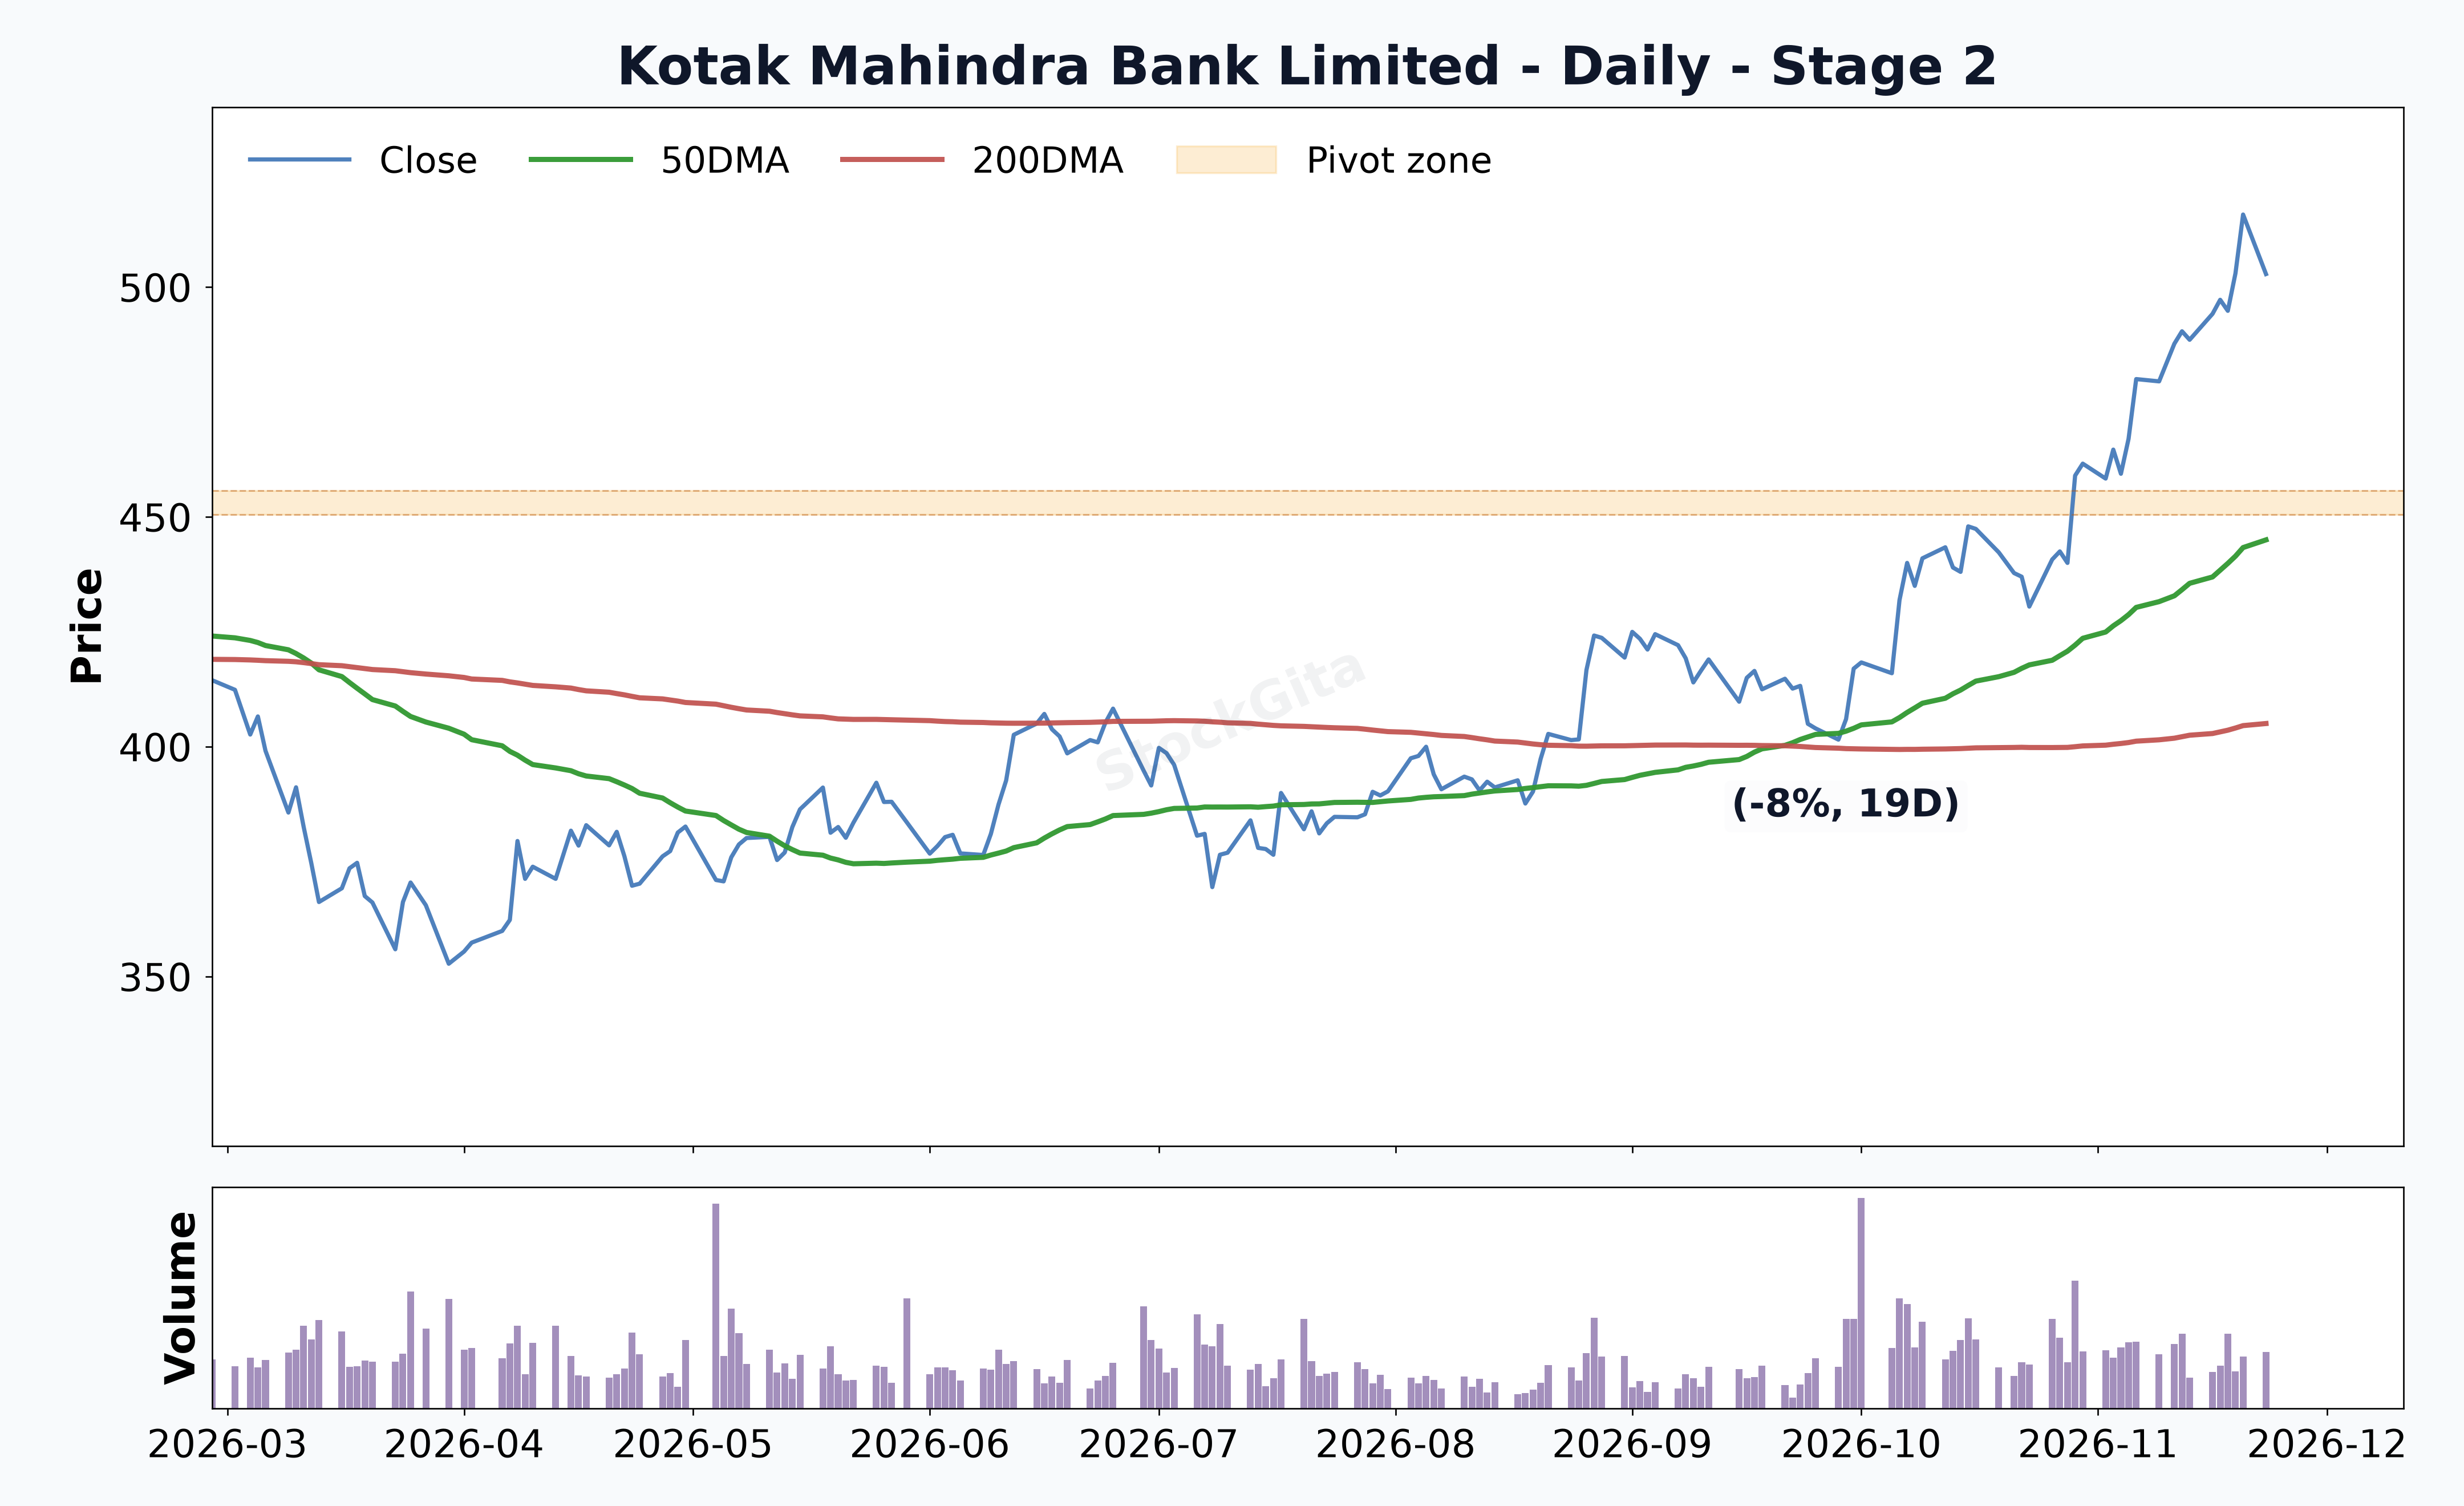 Kotak Mahindra Bank Limited - Daily - Stage 2
Close 50DMA 200DMA Pivot zone
Price
500
450
400
350
StockGita
(-8%, 19D)
Volume
2026-03 2026-04 2026-05 2026-06 2026-07 2026-08 2026-09 2026-10 2026-11 2026-12